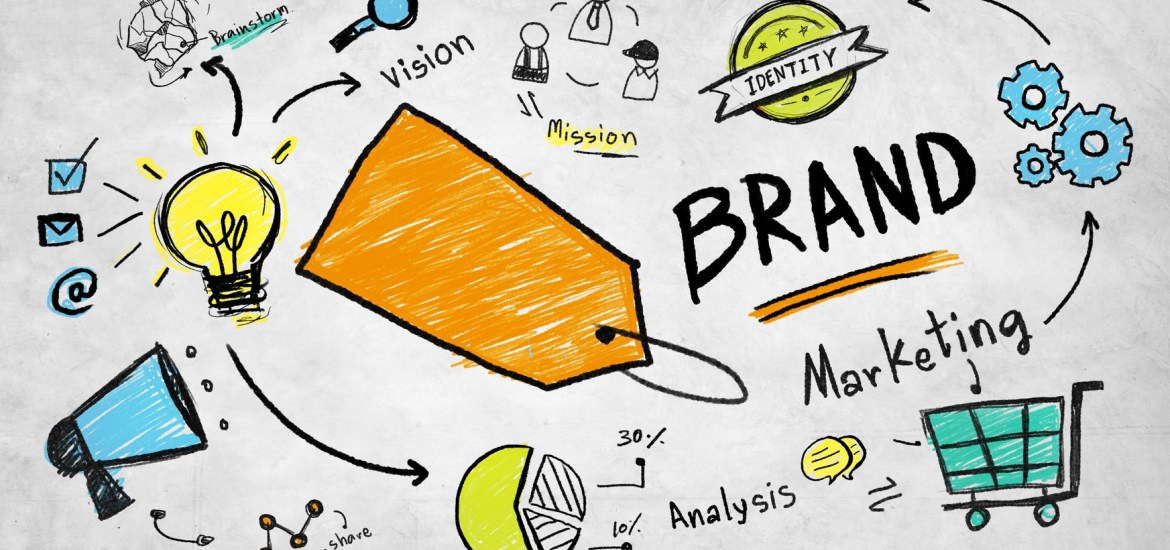 Brainstorm
Vision
Mission
IDENTITY
BRAND
Marketing
30%
Analysis
10%
share
@